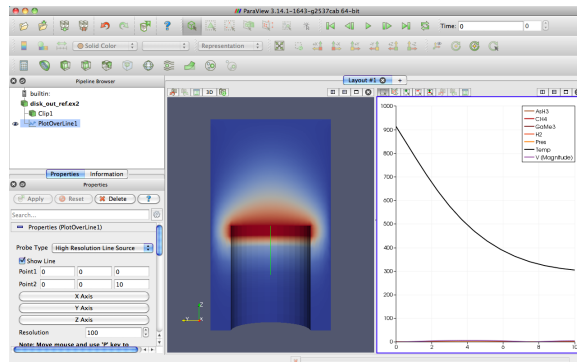 ParaView 3.14.1-1643-g2537cab 64-bit
Time: 0
0
Solid Color
Representation
Pipeline Browser
builtin:
disk_out_ref.ex2
Clip1
PlotOverLine1
Properties Information
Properties
Apply Reset Delete ?
Search...
Properties (PlotOverLine1)
Probe Type High Resolution Line Source
Show Line
Point1 0 0 0
Point2 0 0 10
X Axis
Y Axis
Z Axis
Resolution 100
Note: Move mouse and use 'P' key to
Layout #1 +
3D
Z
Y
1000
900
800
700
600
500
400
300
200
100
0
0 2 4 6 8 10
AsH3
CH4
GaMe3
H2
Pres
Temp
V (Magnitude)